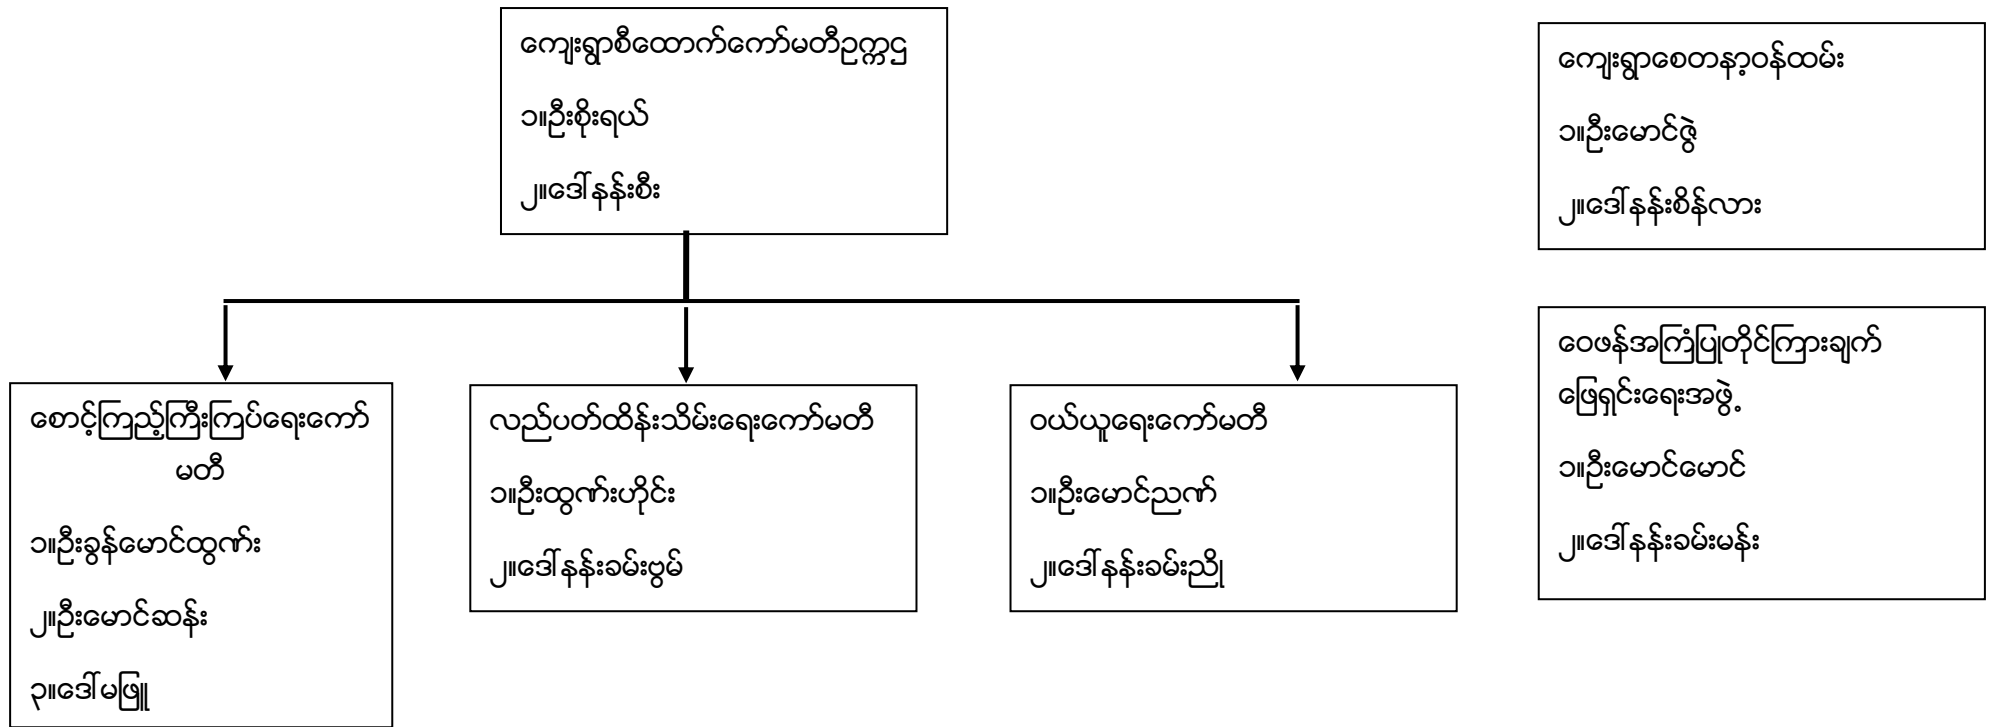 ကျေးရွာစီထောက်ကော်မတီဥက္ကဌ
၁။ဦးစိုးရယ်
၂။ဒေါ်နန်းစီး
ကျေးရွာစေတနာ့ဝန်ထမ်း
၁။ဦးမောင်ဇွဲ
၂။ဒေါ်နန်းစိန်လား
စောင့်ကြည့်ကြီးကြပ်ရေးကော်
မတီ
၁။ဦးခွန်မောင်ထွဏ်း
၂။ဦးမောင်ဆန်း
၃။ဒေါ်မဖြူ
လည်ပတ်ထိန်းသိမ်းရေးကော်မတီ
၁။ဦးထွဏ်းဟိုင်း
၂။ဒေါ်နန်းခမ်းဗွမ်
ဝယ်ယူရေးကော်မတီ
၁။ဦးမောင်ညဏ်
၂။ဒေါ်နန်းခမ်းညို
ဝေဖန်အကြံပြုတိုင်ကြားချက်
ဖြေရှင်းရေးအဖွဲ့
၁။ဦးမောင်မောင်
၂။ဒေါ်နန်းခမ်းမန်း